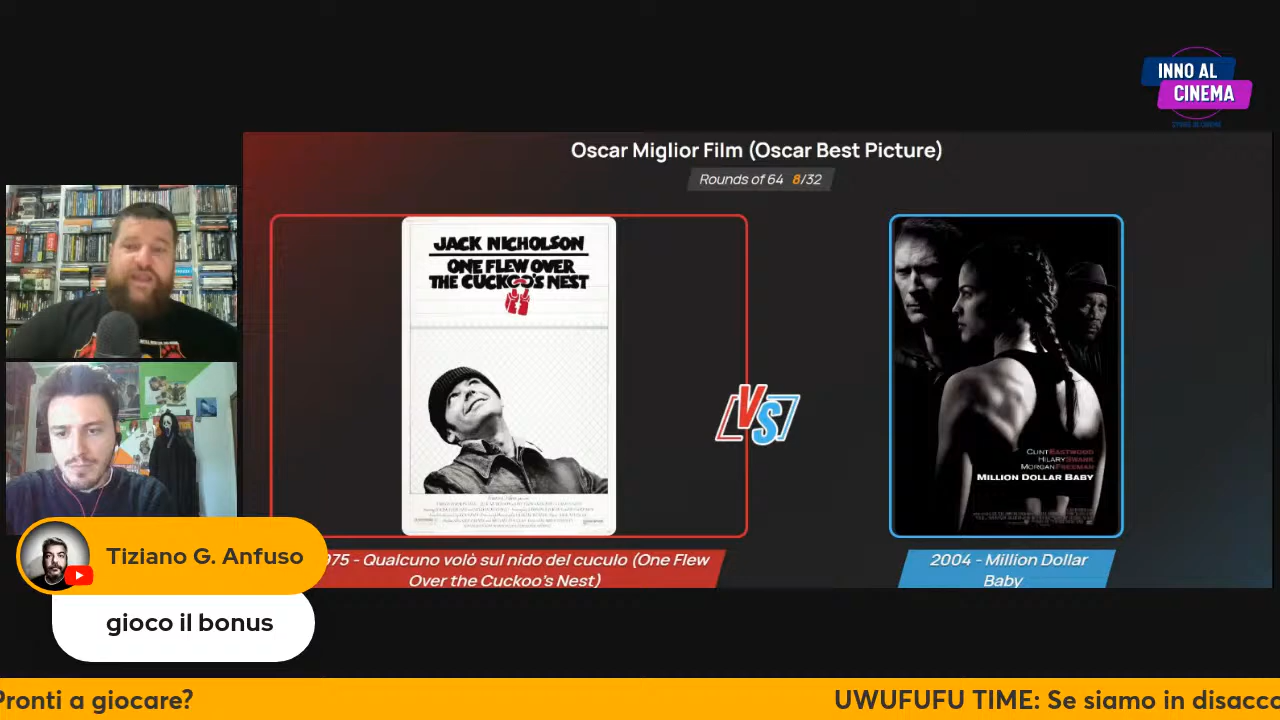 INNO AL
CINEMA
Oscar Miglior Film (Oscar Best Picture)
Rounds of 64 8/32
JACK NICHOLSON
ONE FLEW OVER
THE CUCKOO'S NEST
VS
CLINT EASTWOOD
HILARY SWANK
MORGAN FREEMAN
MILLION DOLLAR BABY
975 - Qualcuno volò sul nido del cuculo (One Flew
Over the Cuckoo's Nest)
2004 - Million Dollar
Baby
Tiziano G. Anfuso
gioco il bonus
Pronti a giocare?
UWUFUFU TIME: Se siamo in disacco